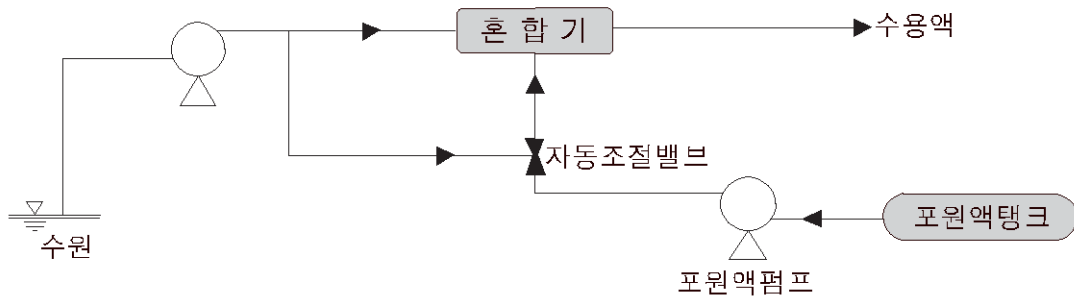 혼 합 기
수용액
자동조절밸브
포원액탱크
수원
포원액펌프